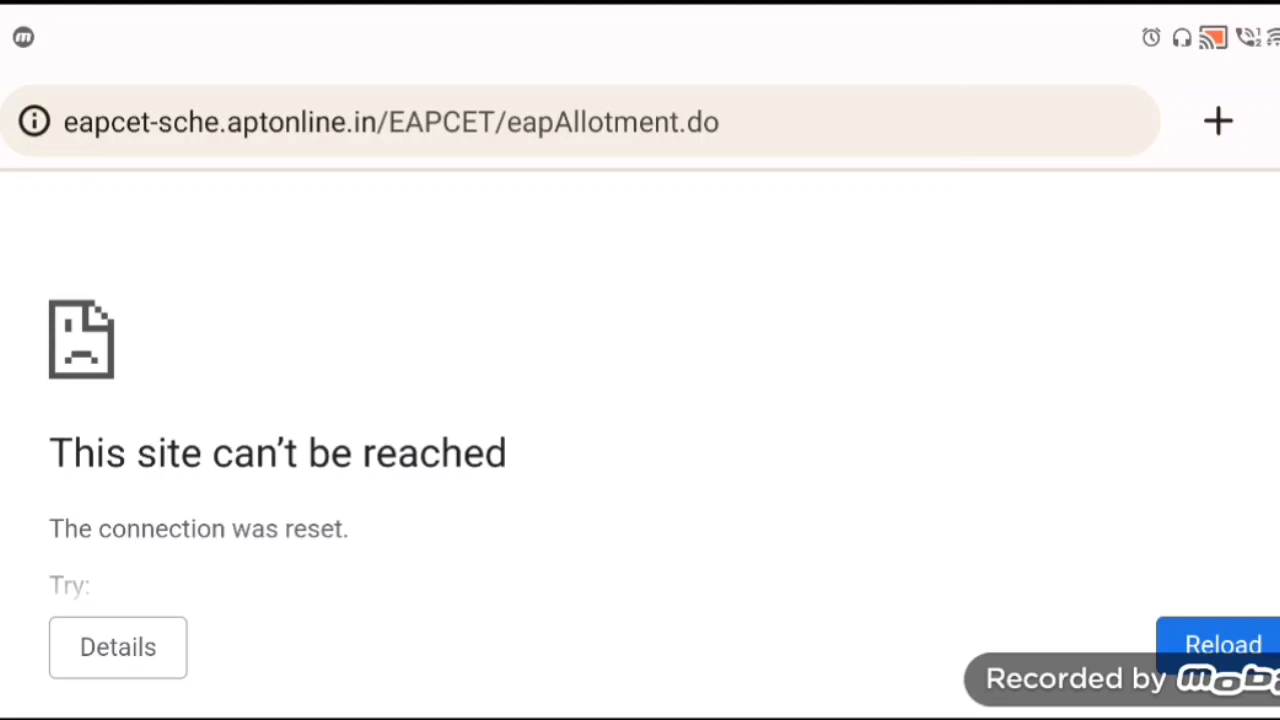 eapcet-sche.aptonline.in/EAPCET/eapAllotment.do
This site can't be reached
The connection was reset.
Try:
Details
Reload
Recorded by